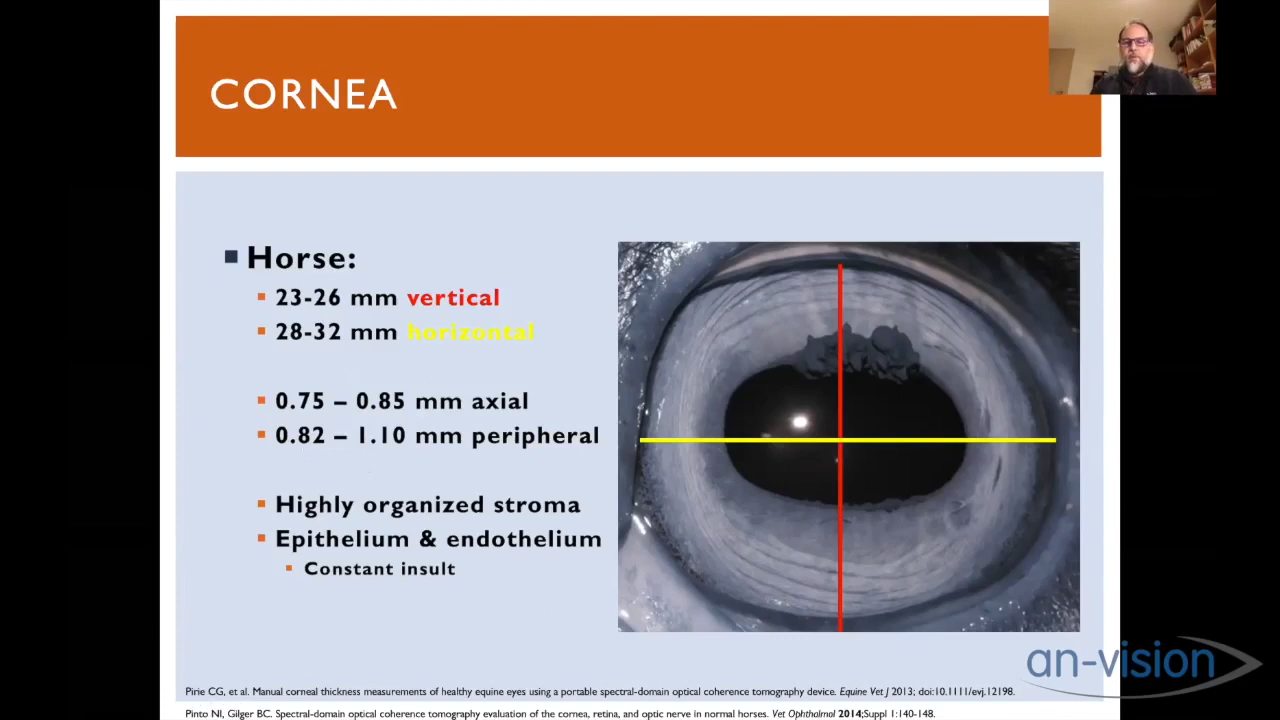 CORNEA
Horse:
23-26 mm vertical
28-32 mm horizontal
0.75 – 0.85 mm axial
0.82 – 1.10 mm peripheral
Highly organized stroma
Epithelium & endothelium
Constant insult
an-vision
Pirie CG, et al. Manual corneal thickness measurements of healthy equine eyes using a portable spectral-domain optical coherence tomography device. Equine Vet J 2013; doi:10.1111/evj.12198.
Pinto NI, Gilger BC. Spectral-domain optical coherence tomography evaluation of the cornea, retina, and optic nerve in normal horses. Vet Ophthalmol 2014;Suppl 1:140-148.